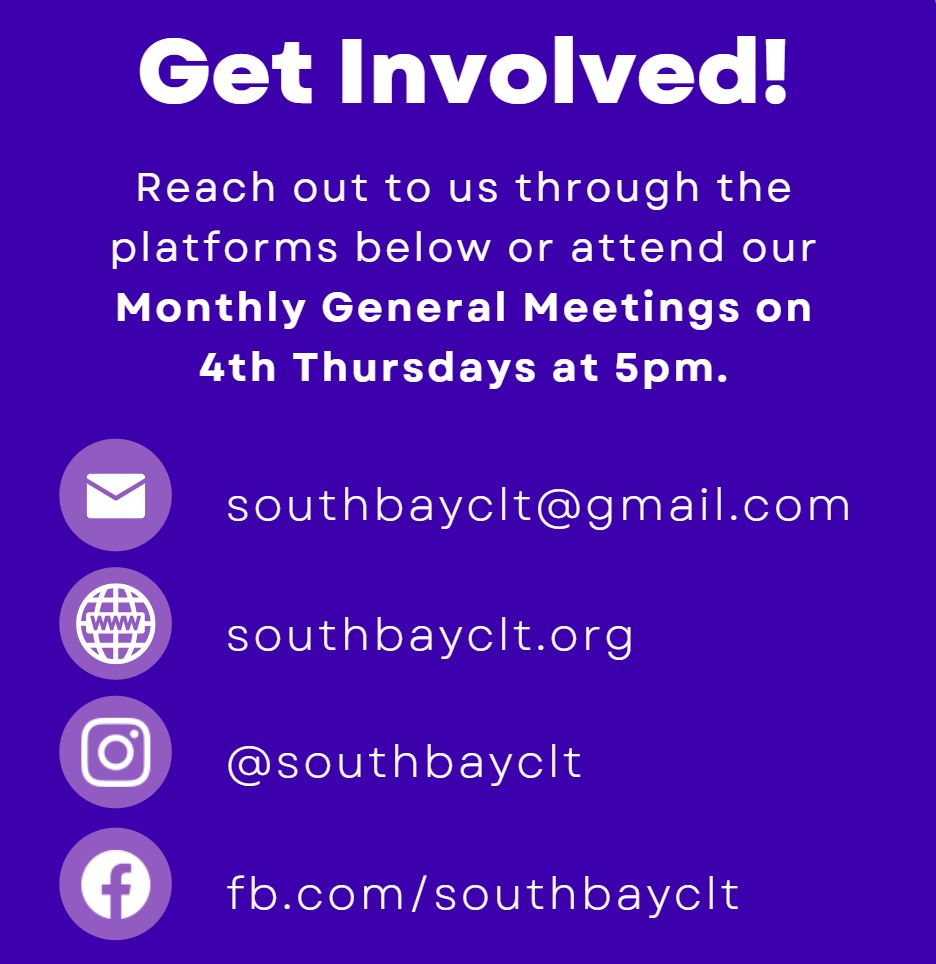 Get Involved!
Reach out to us through the
platforms below or attend our
Monthly General Meetings on
4th Thursdays at 5pm.
southbayclt@gmail.com
www
southbayclt.org
@southbayclt
fb.com/southbayclt